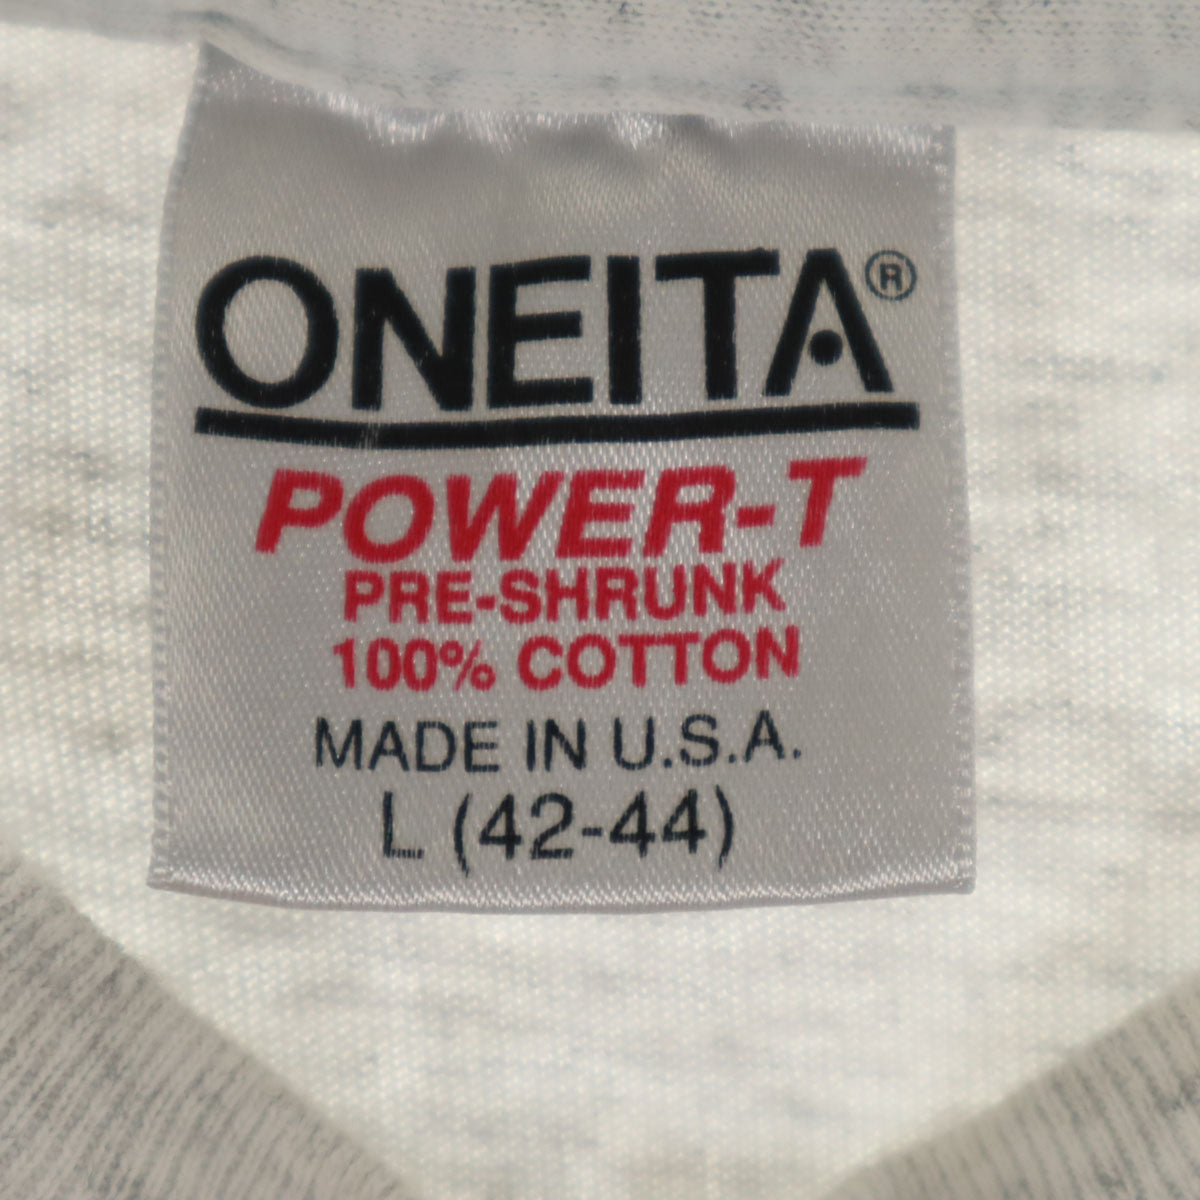 ONEITA®
POWER-T
PRE-SHRUNK
100% COTTON
MADE IN U.S.A.
L (42-44)